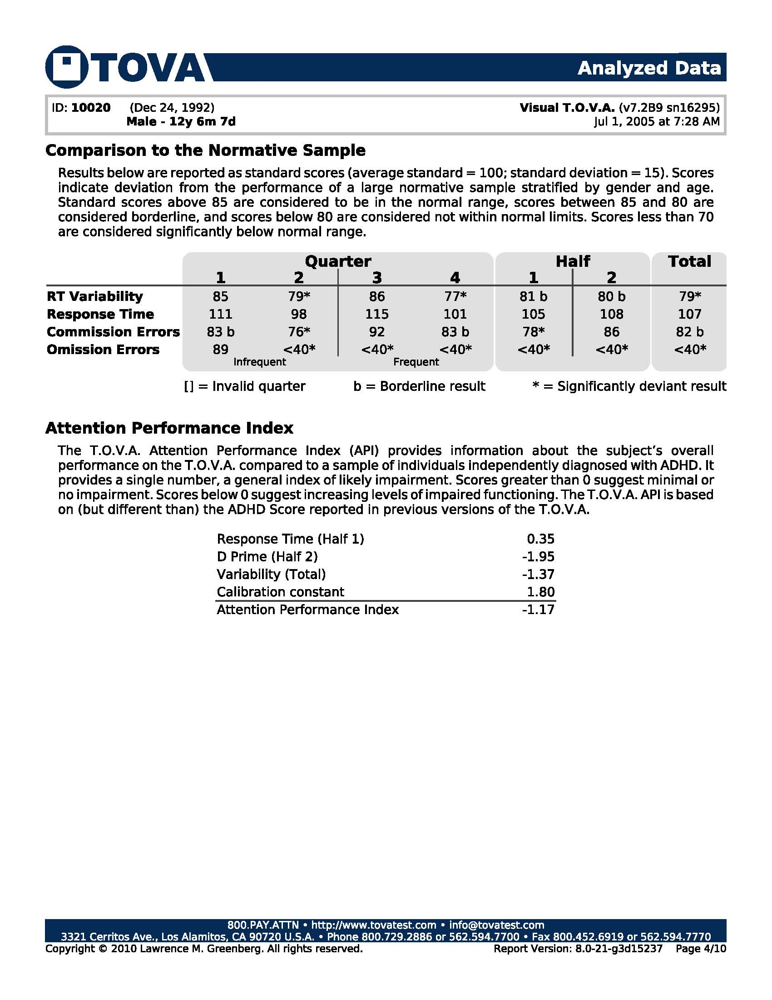 TOVA Analyzed Data
ID: 10020 (Dec 24, 1992) Visual T.O.V.A. (v7.2B9 sn16295)
Male - 12y 6m 7d Jul 1, 2005 at 7:28 AM
Comparison to the Normative Sample
Results below are reported as standard scores (average standard = 100; standard deviation = 15). Scores
indicate deviation from the performance of a large normative sample stratified by gender and age.
Standard scores above 85 are considered to be in the normal range, scores between 85 and 80 are
considered borderline, and scores below 80 are considered not within normal limits. Scores less than 70
are considered significantly below normal range.
Quarter Half Total
1 2 3 4 1 2
RT Variability 85 79* 86 77* 81 b 80 b 79*
Response Time 111 98 115 101 105 108 107
Commission Errors 83 b 76* 92 83 b 78* 86 82 b
Omission Errors 89 <40* <40* <40* <40* <40* <40*
Infrequent Frequent
[] = Invalid quarter b = Borderline result * = Significantly deviant result
Attention Performance Index
The T.O.V.A. Attention Performance Index (API) provides information about the subject’s overall
performance on the T.O.V.A. compared to a sample of individuals independently diagnosed with ADHD. It
provides a single number, a general index of likely impairment. Scores greater than 0 suggest minimal or
no impairment. Scores below 0 suggest increasing levels of impaired functioning. The T.O.V.A. API is based
on (but different than) the ADHD Score reported in previous versions of the T.O.V.A.
Response Time (Half 1) 0.35
D Prime (Half 2) -1.95
Variability (Total) -1.37
Calibration constant 1.80
Attention Performance Index -1.17
800.PAY.ATTN • http://www.tovatest.com • info@tovatest.com
3321 Cerritos Ave., Los Alamitos, CA 90720 U.S.A. • Phone 800.729.2886 or 562.594.7700 • Fax 800.452.6919 or 562.594.7770
Copyright © 2010 Lawrence M. Greenberg. All rights reserved. Report Version: 8.0-21-g3d15237 Page 4/10